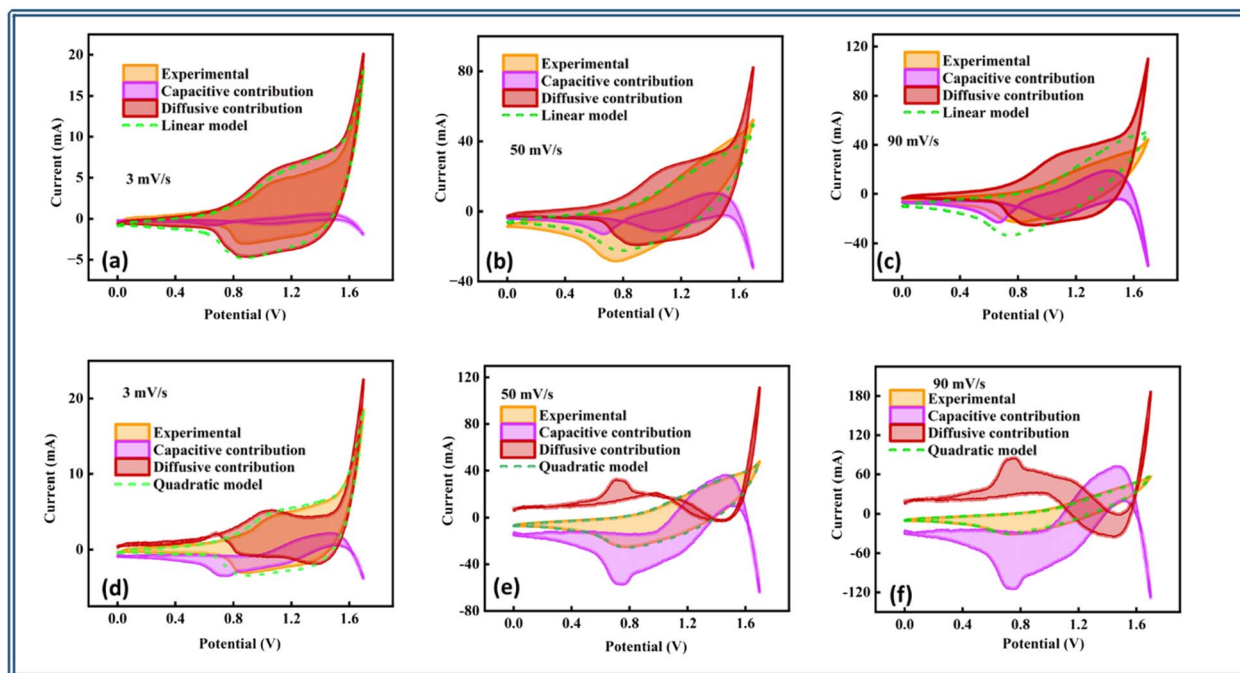 20
15
10
5
0
−5
Current (mA)
Experimental
Capacitive contribution
Diffusive contribution
Linear model
3 mV/s
(a)
0.0 0.4 0.8 1.2 1.6
Potential (V)
80
40
0
−40
Current (mA)
Experimental
Capacitive contribution
Diffusive contribution
Linear model
50 mV/s
(b)
0.0 0.4 0.8 1.2 1.6
Potential (V)
120
80
40
0
−40
Current (mA)
Experimental
Capacitive contribution
Diffusive contribution
Linear model
90 mV/s
(c)
0.0 0.4 0.8 1.2 1.6
Potential (V)
20
10
0
Current (mA)
3 mV/s
Experimental
Capacitive contribution
Diffusive contribution
Quadratic model
(d)
0.0 0.4 0.8 1.2 1.6
Potential (V)
120
80
40
0
-40
-80
Current (mA)
50 mV/s
Experimental
Capacitive contribution
Diffusive contribution
Quadratic model
(e)
0.0 0.4 0.8 1.2 1.6
Potential (V)
180
120
60
0
-60
-120
Current (mA)
90 mV/s
Experimental
Capacitive contribution
Diffusive contribution
Quadratic model
(f)
0.0 0.4 0.8 1.2 1.6
Potential (V)